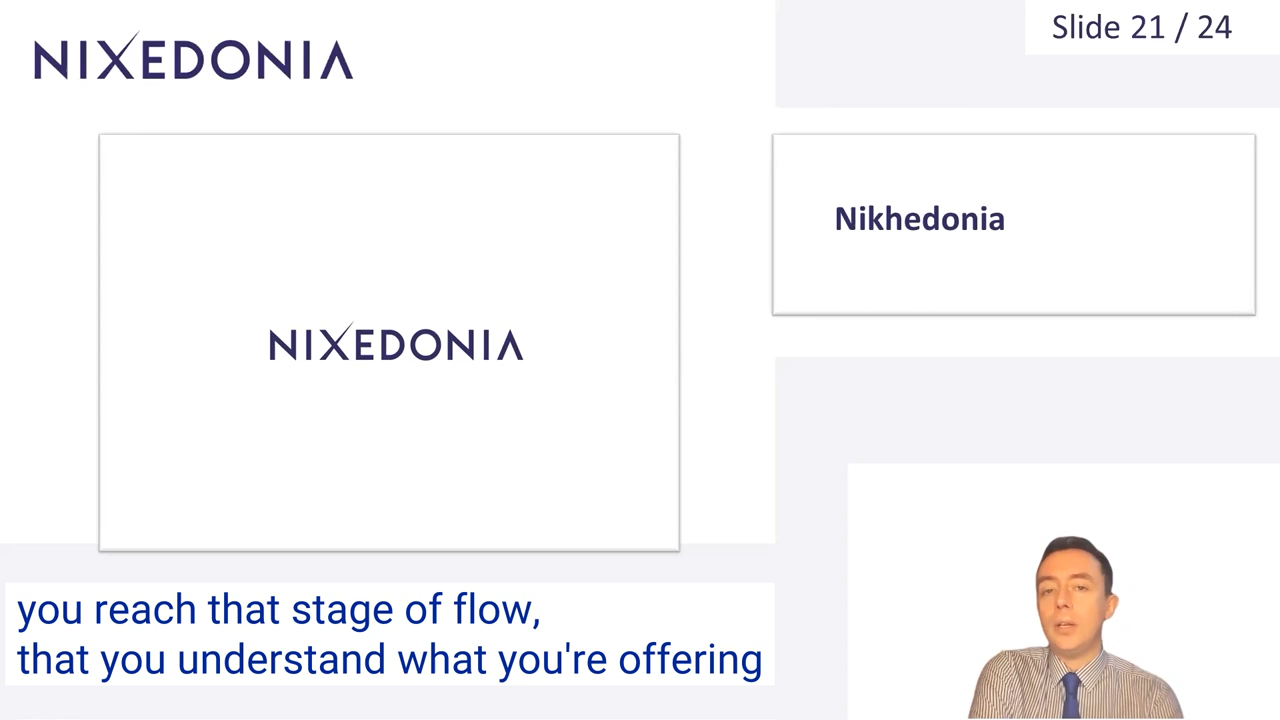 NIXEDONIA
Slide 21 / 24
Nikhedonia
NIXEDONIA
you reach that stage of flow,
that you understand what you're offering